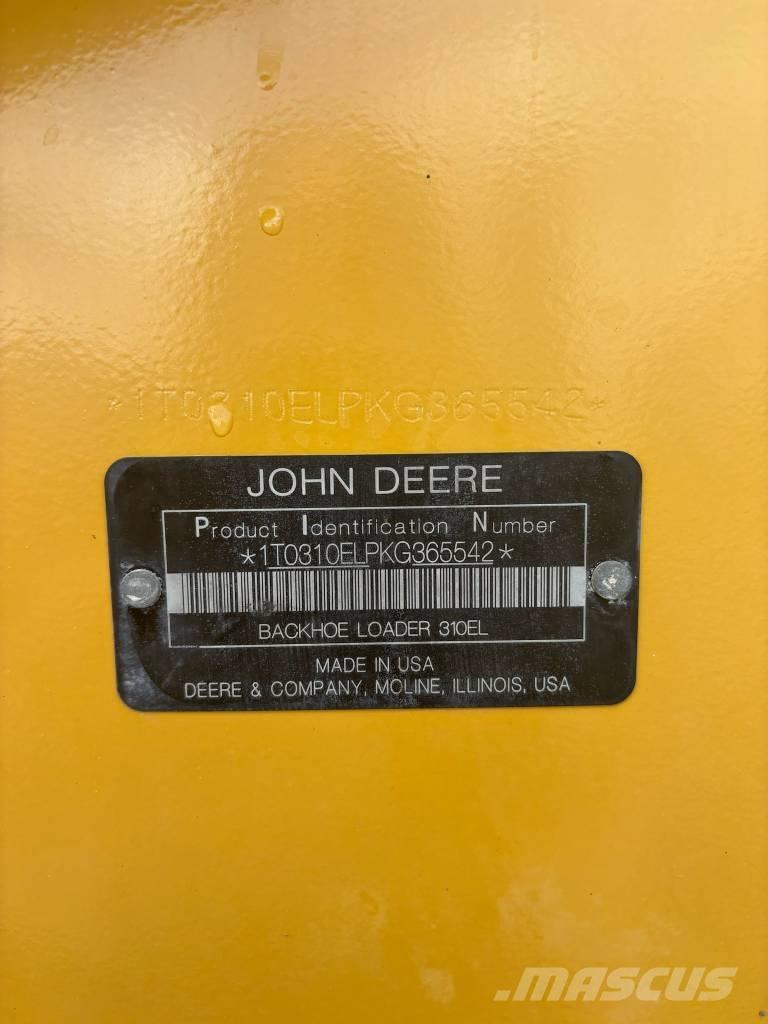 *1T0310ELPKG365542*
JOHN DEERE
Product Identification Number
*1T0310ELPKG365542*
BACKHOE LOADER 310EL
MADE IN USA
DEERE & COMPANY, MOLINE, ILLINOIS, USA
MASCUS